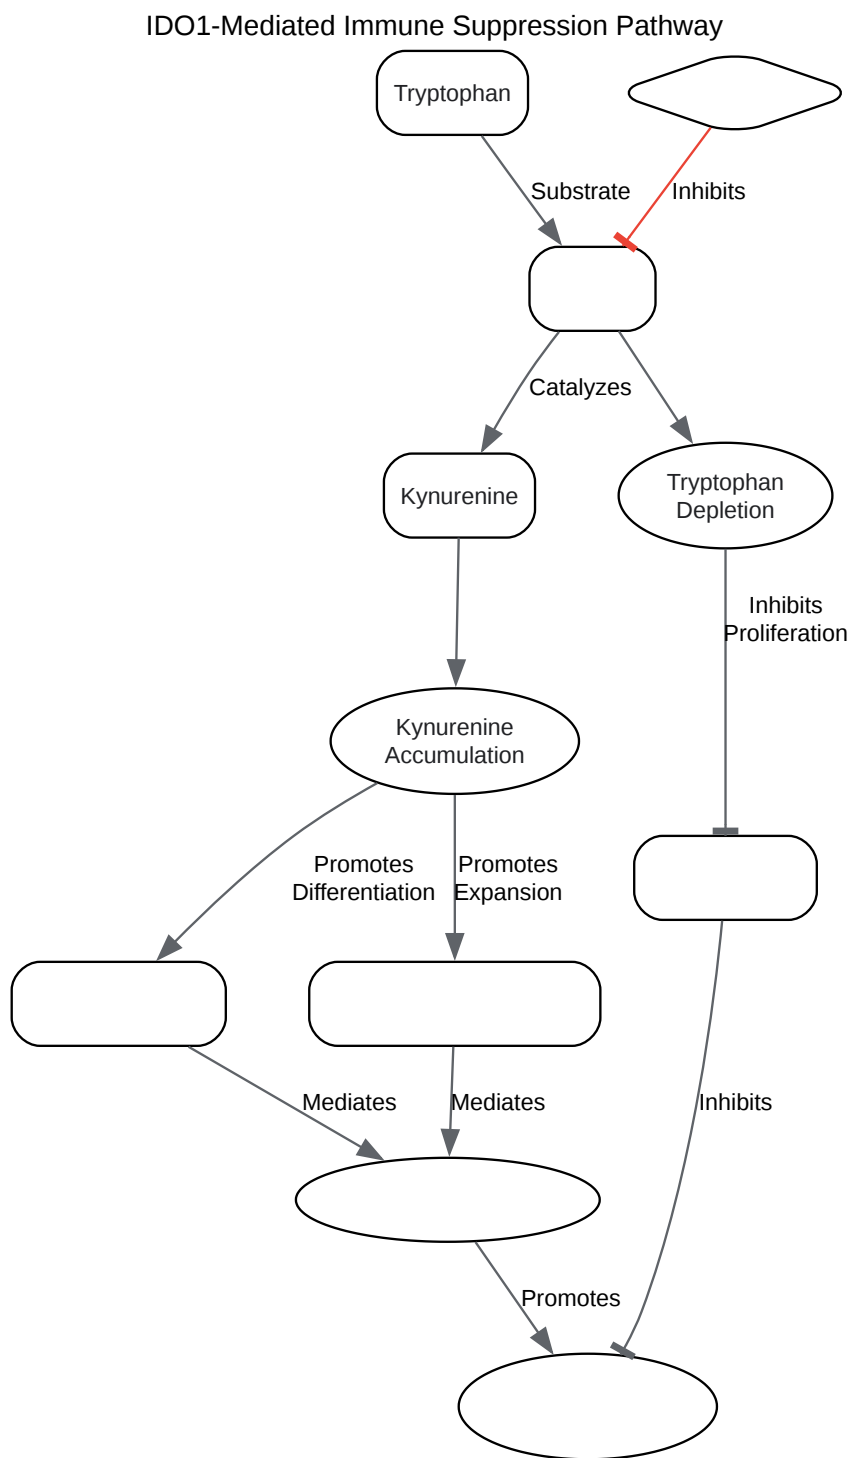 IDO1-Mediated Immune Suppression Pathway
Tryptophan
Substrate
Inhibits
Catalyzes
Kynurenine
Tryptophan
Depletion
Inhibits
Proliferation
Kynurenine
Accumulation
Promotes
Differentiation
Promotes
Expansion
Mediates
Mediates
Inhibits
Promotes